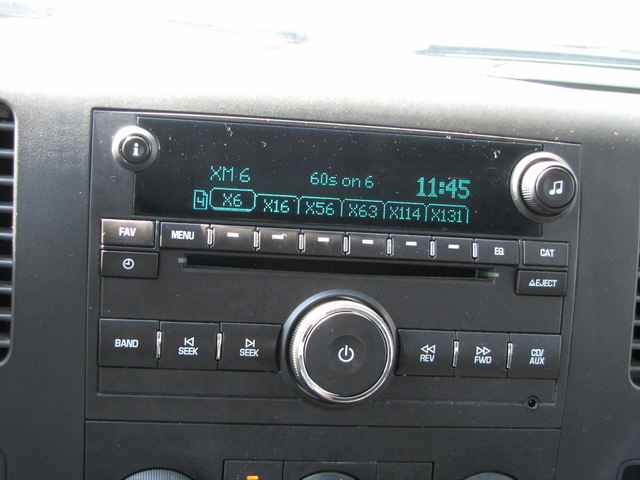 XM 6 60s on 6 11:45
4 X6 X16 X56 X63 X114 X131
FAV MENU EQ CAT
EJECT
BAND SEEK SEEK REV FWD CD/
AUX